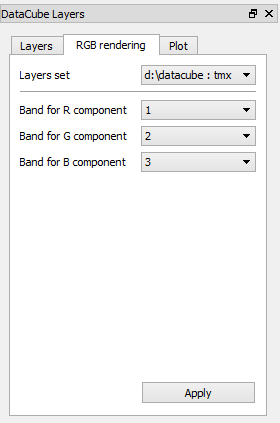 DataCube Layers
Layers RGB rendering Plot
Layers set d:\datacube : tmx
Band for R component 1
Band for G component 2
Band for B component 3
Apply